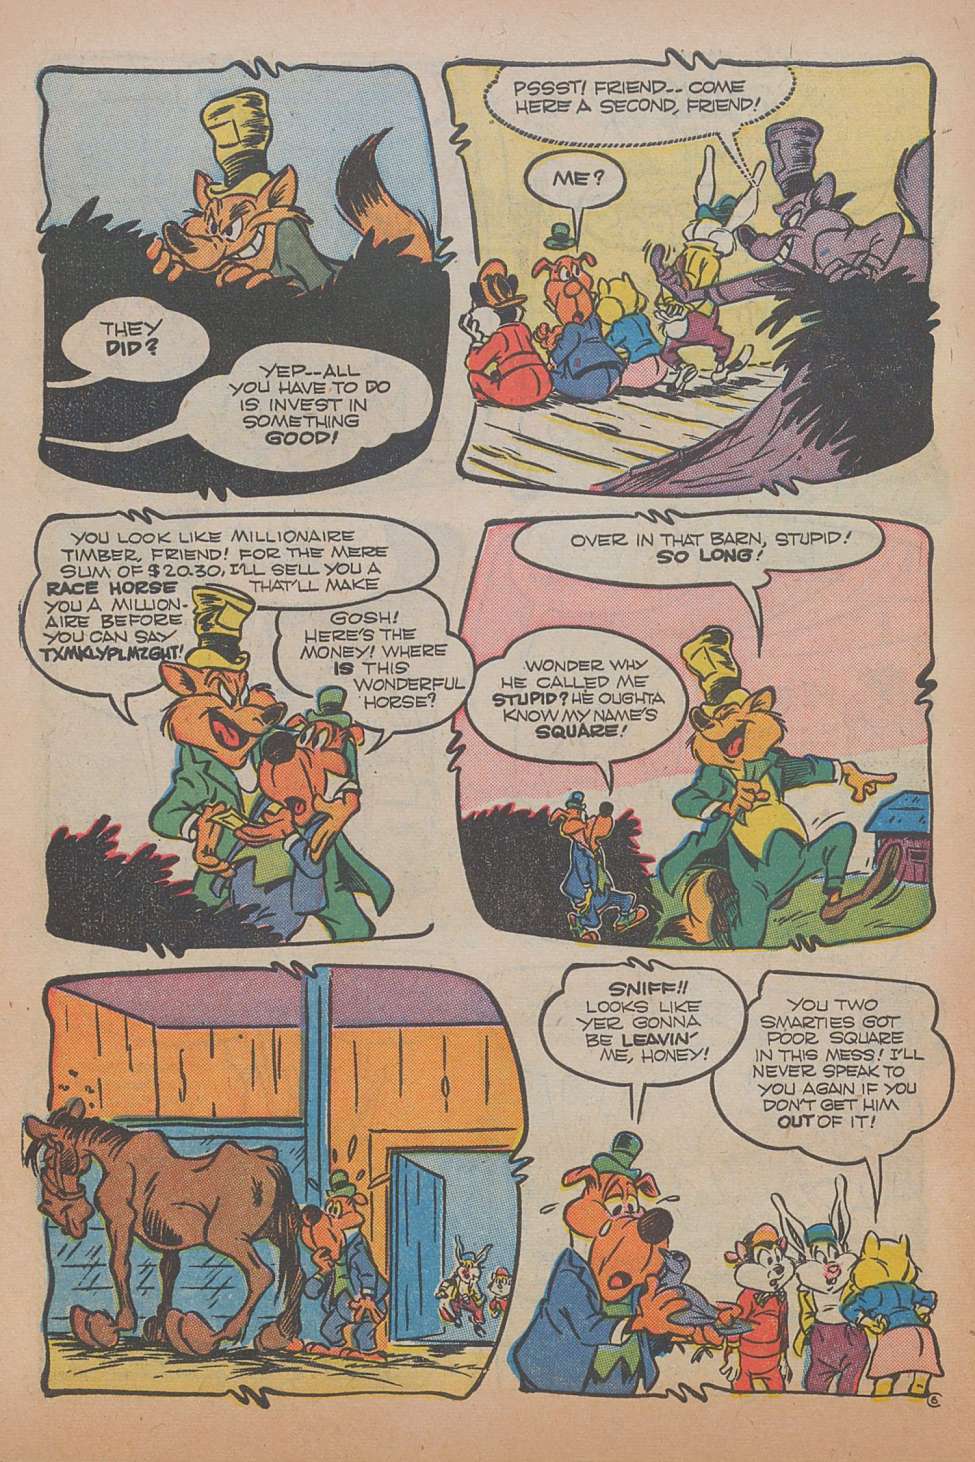 THEY
DID?
YEP--ALL
YOU HAVE TO DO
IS INVEST IN
SOMETHING
GOOD!
PSSST! FRIEND-- COME
HERE A SECOND, FRIEND!
ME?
YOU LOOK LIKE MILLIONAIRE
TIMBER, FRIEND! FOR THE MERE
SUM OF $20.30, I'LL SELL YOU A
RACE HORSE THAT'LL MAKE
YOU A MILLION-
AIRE BEFORE
YOU CAN SAY
TXMKLYPLMZGHT!
GOSH!
HERE'S THE
MONEY! WHERE
IS THIS
WONDERFUL
HORSE?
OVER IN THAT BARN, STUPID!
SO LONG!
WONDER WHY
HE CALLED ME
STUPID? HE OUGHTA
KNOW MY NAME'S
SQUARE!
SNIFF!!
LOOKS LIKE
YER GONNA
BE LEAVIN'
ME, HONEY!
YOU TWO
SMARTIES GOT
POOR SQUARE
IN THIS MESS! I'LL
NEVER SPEAK TO
YOU AGAIN IF YOU
DON'T GET HIM
OUT OF IT!
6